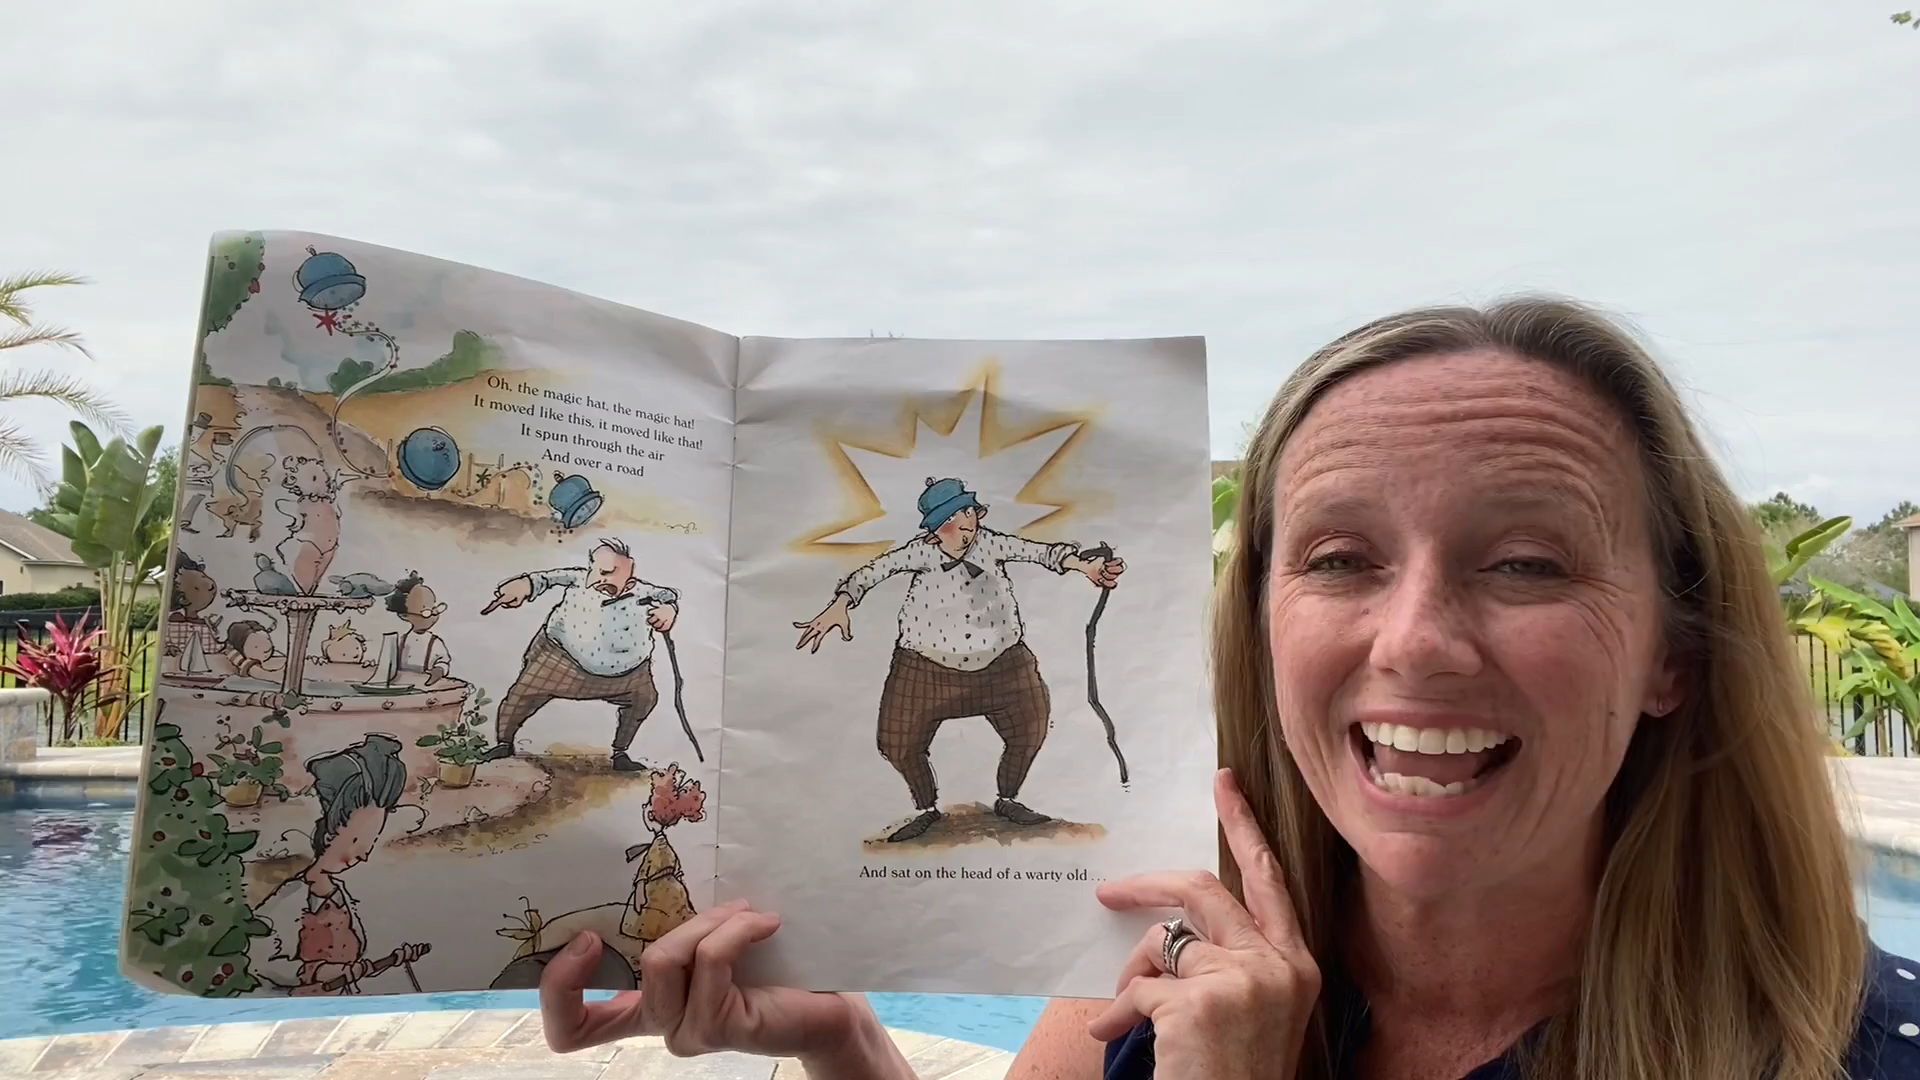 Oh, the magic hat, the magic hat!
It moved like this, it moved like that!
It spun through the air
And over a road
And sat on the head of a warty old . . .